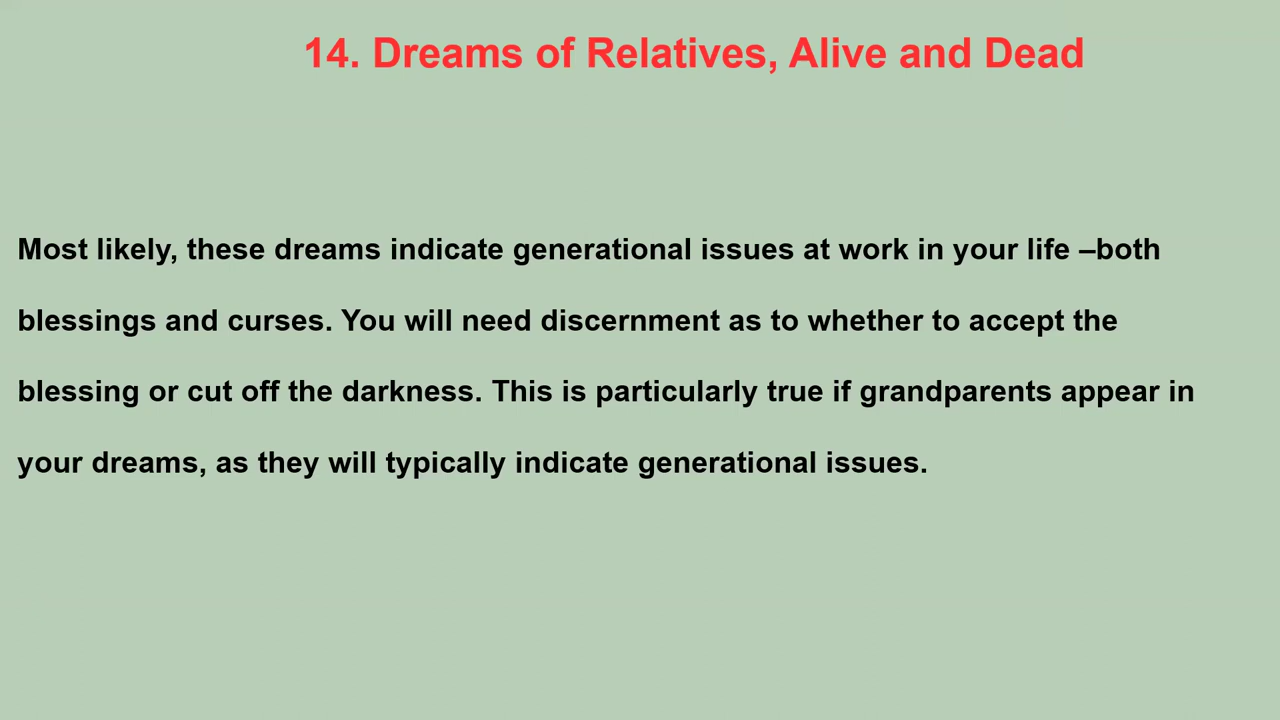 14. Dreams of Relatives, Alive and Dead
Most likely, these dreams indicate generational issues at work in your life –both
blessings and curses. You will need discernment as to whether to accept the
blessing or cut off the darkness. This is particularly true if grandparents appear in
your dreams, as they will typically indicate generational issues.